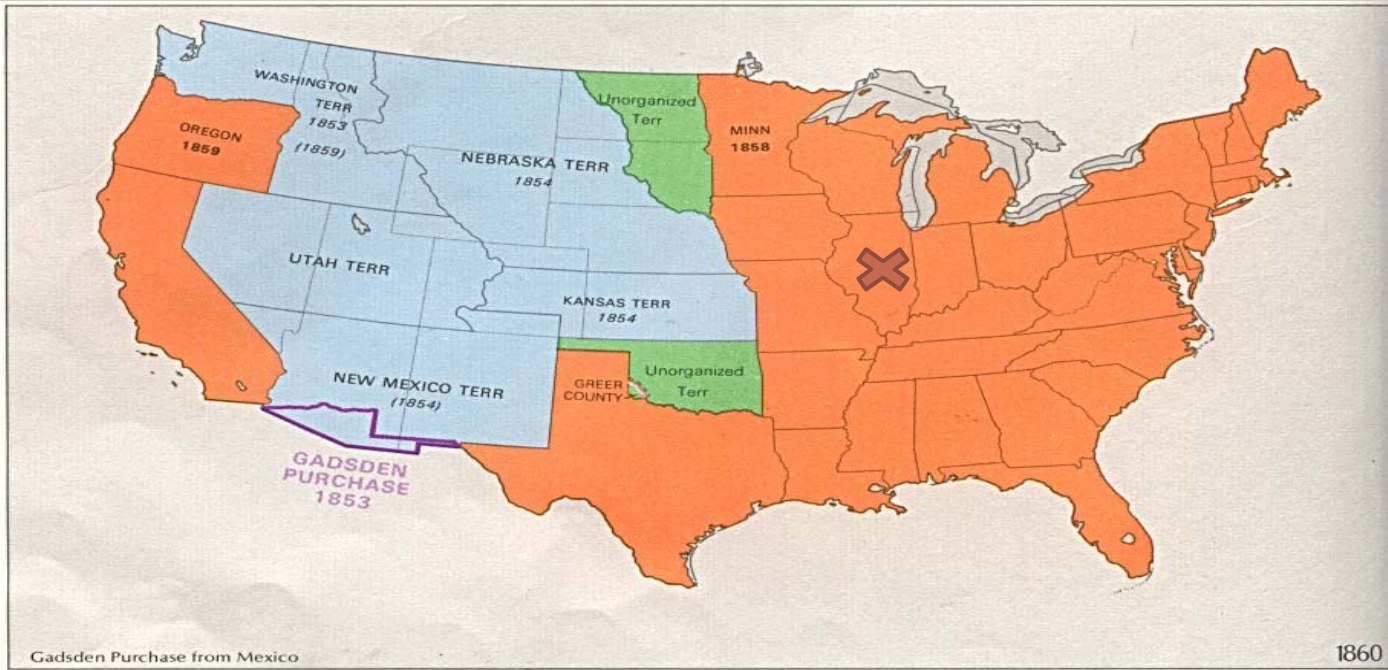 WASHINGTON
TERR
1853
(1859)
OREGON
1859
NEBRASKA TERR
1854
Unorganized
Terr
MINN
1858
UTAH TERR
KANSAS TERR
1854
NEW MEXICO TERR
(1854)
GREER
COUNTY
Unorganized
Terr
GADSDEN
PURCHASE
1853
Gadsden Purchase from Mexico
1860